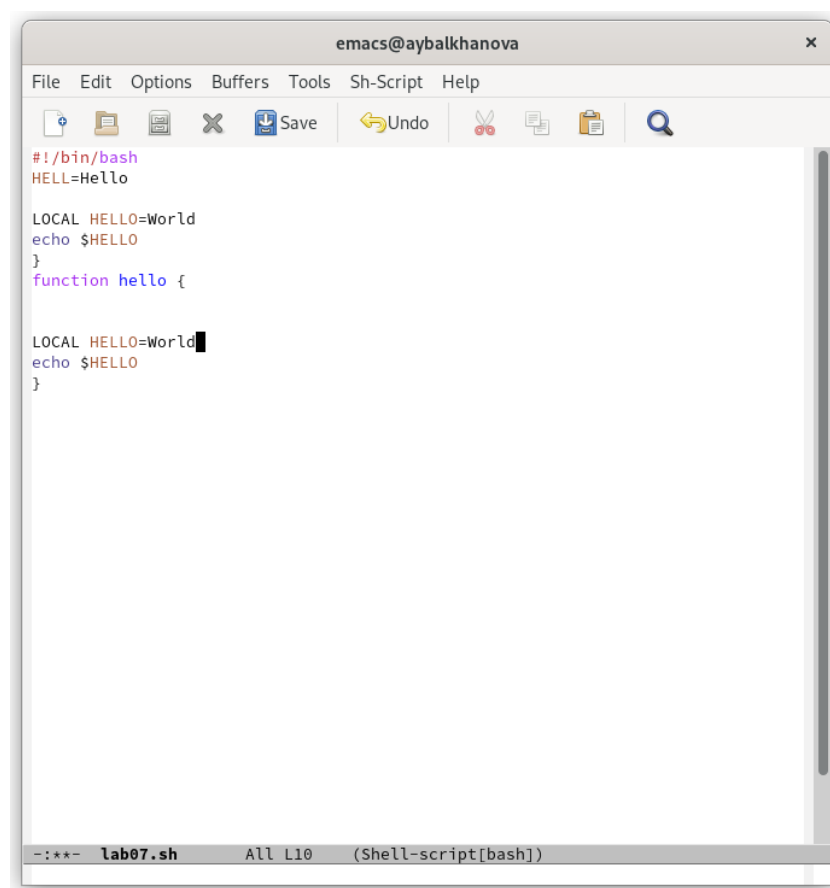 emacs@aybalkhanova ×
File Edit Options Buffers Tools Sh-Script Help
Save Undo
#!/bin/bash
HELL=Hello
LOCAL HELLO=World
echo $HELLO
}
function hello {
LOCAL HELLO=World
echo $HELLO
}
-:**- lab07.sh All L10 (Shell-script[bash])